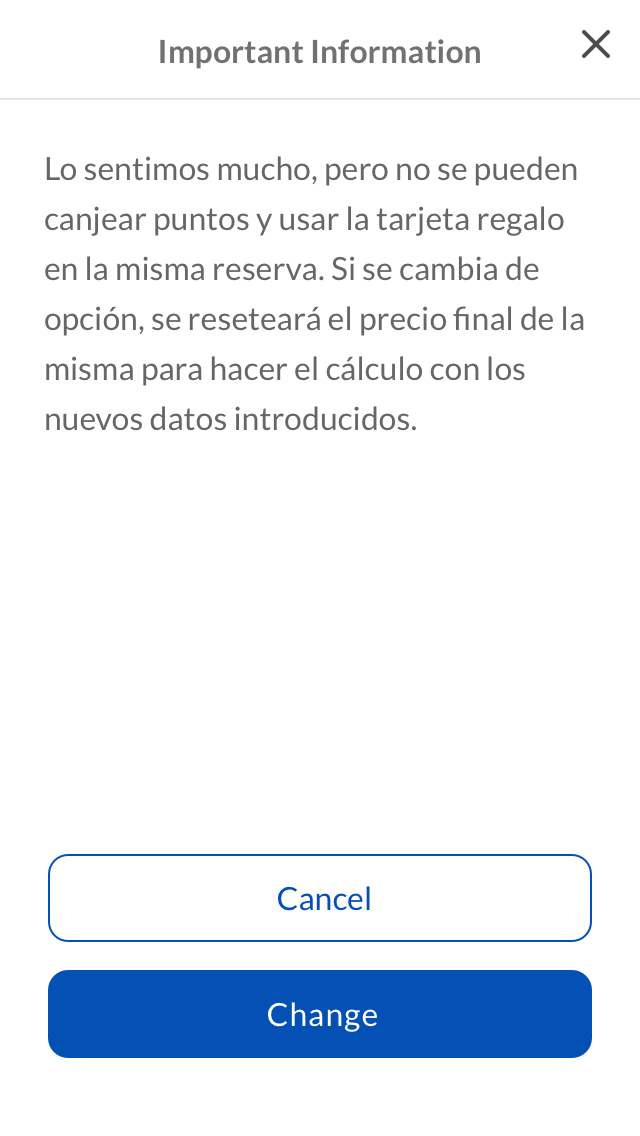 Important Information
Lo sentimos mucho, pero no se pueden
canjear puntos y usar la tarjeta regalo
en la misma reserva. Si se cambia de
opción, se reseteará el precio final de la
misma para hacer el cálculo con los
nuevos datos introducidos.
Cancel
Change